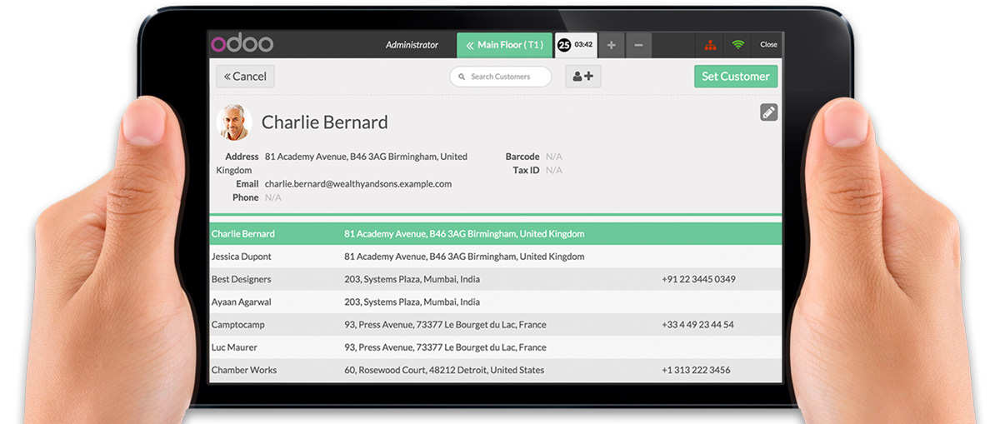 odoo
Administrator
« Main Floor ( T1 )
25 03:42
+
−
Close
« Cancel
Search Customers
Set Customer
Charlie Bernard
Address 81 Academy Avenue, B46 3AG Birmingham, United
Kingdom
Email charlie.bernard@wealthyandsons.example.com
Phone N/A
Barcode N/A
Tax ID N/A
Charlie Bernard 81 Academy Avenue, B46 3AG Birmingham, United Kingdom
Jessica Dupont 81 Academy Avenue, B46 3AG Birmingham, United Kingdom
Best Designers 203, Systems Plaza, Mumbai, India +91 22 3445 0349
Ayaan Agarwal 203, Systems Plaza, Mumbai, India
Camptocamp 93, Press Avenue, 73377 Le Bourget du Lac, France +33 4 49 23 44 54
Luc Maurer 93, Press Avenue, 73377 Le Bourget du Lac, France
Chamber Works 60, Rosewood Court, 48212 Detroit, United States +1 313 222 3456